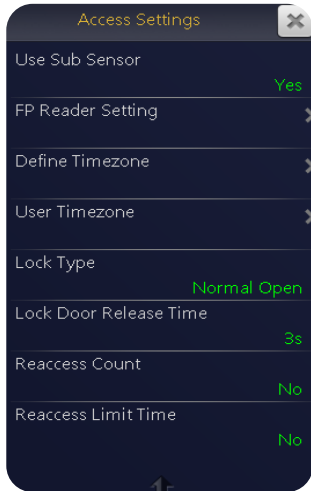 Access Settings
Use Sub Sensor
Yes
FP Reader Setting
Define Timezone
User Timezone
Lock Type
Normal Open
Lock Door Release Time
3s
Reaccess Count
No
Reaccess Limit Time
No